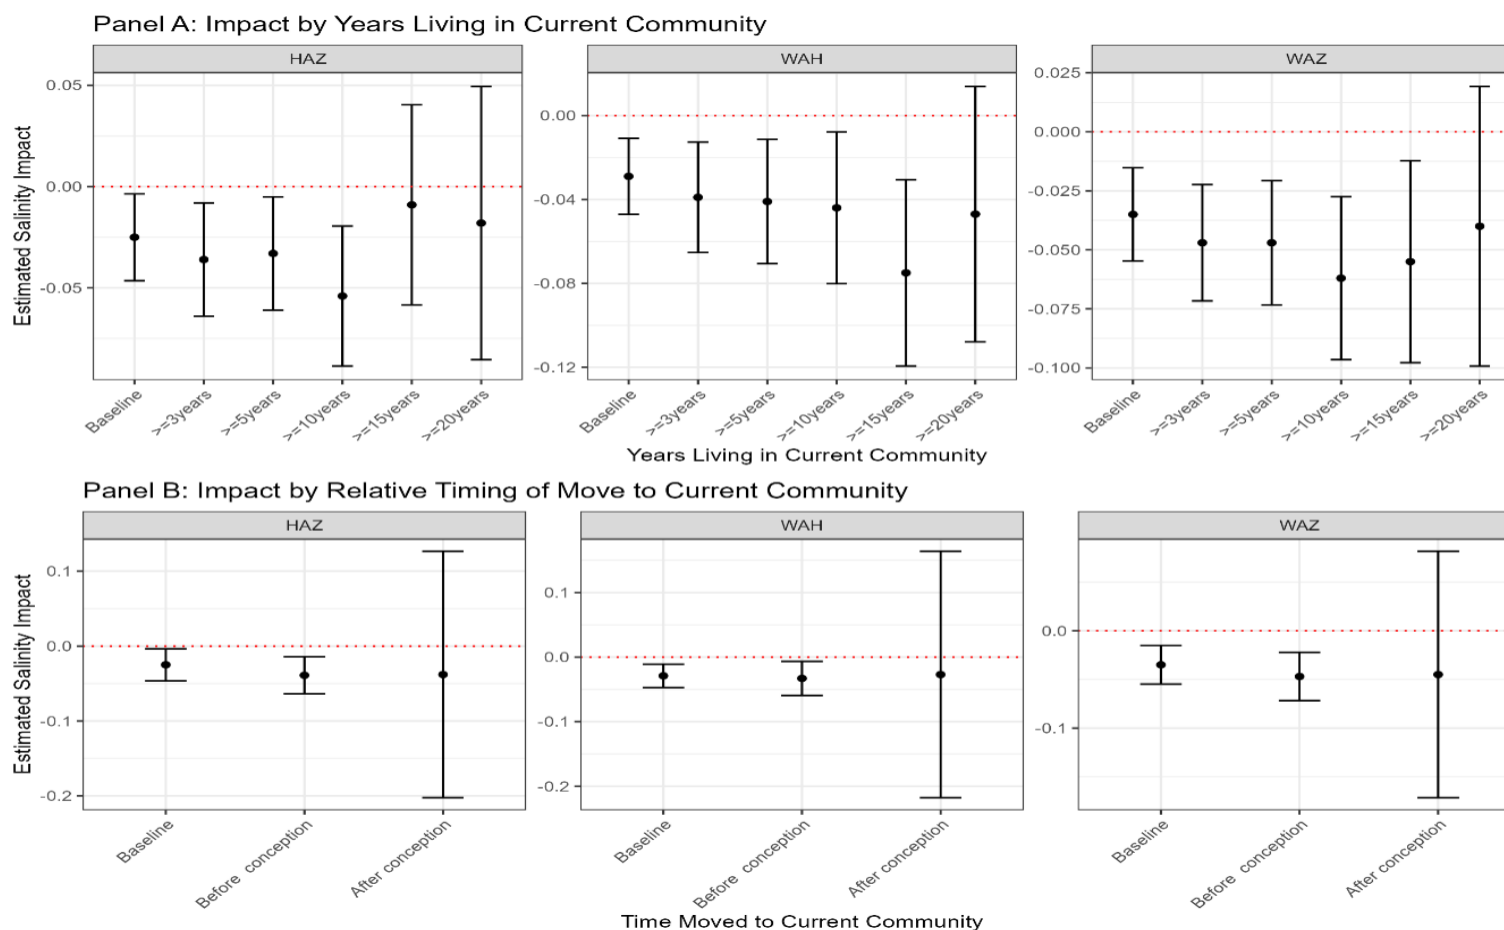 Panel A: Impact by Years Living in Current Community
HAZ
WAH
WAZ
Estimated Salinity Impact
0.05
0.00
-0.05
0.00
-0.04
-0.08
-0.12
0.025
0.000
-0.025
-0.050
-0.075
-0.100
Baseline
>=3years
>=5years
>=10years
>=15years
>=20years
Baseline
>=3years
>=5years
>=10years
>=15years
>=20years
Baseline
>=3years
>=5years
>=10years
>=15years
>=20years
Years Living in Current Community
Panel B: Impact by Relative Timing of Move to Current Community
HAZ
WAH
WAZ
Estimated Salinity Impact
0.1
0.0
-0.1
-0.2
0.1
0.0
-0.1
-0.2
0.0
-0.1
Baseline
Before conception
After conception
Baseline
Before conception
After conception
Baseline
Before conception
After conception
Time Moved to Current Community